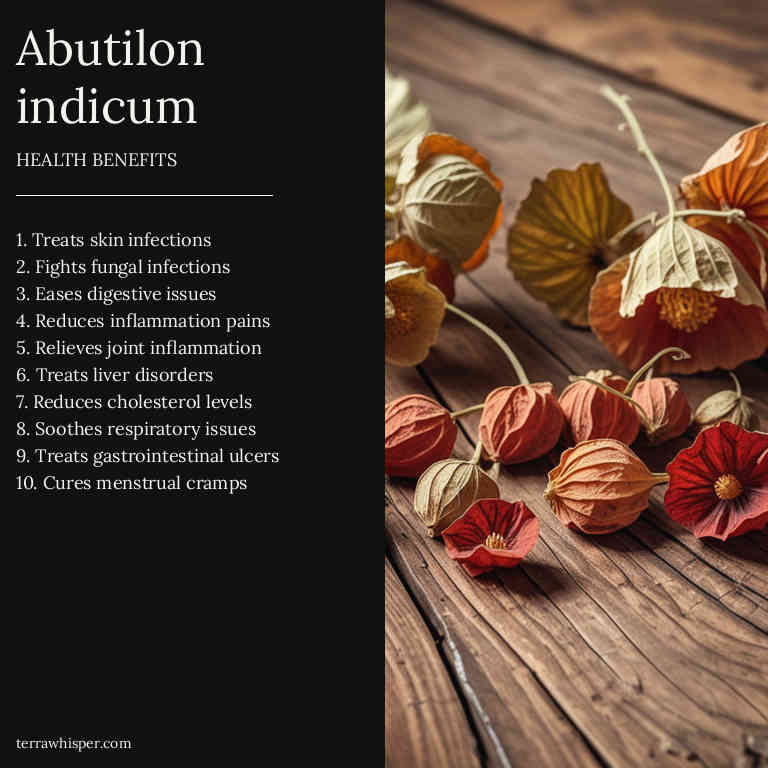 Abutilon
indicum
HEALTH BENEFITS
1. Treats skin infections
2. Fights fungal infections
3. Eases digestive issues
4. Reduces inflammation pains
5. Relieves joint inflammation
6. Treats liver disorders
7. Reduces cholesterol levels
8. Soothes respiratory issues
9. Treats gastrointestinal ulcers
10. Cures menstrual cramps
terrawhisper.com